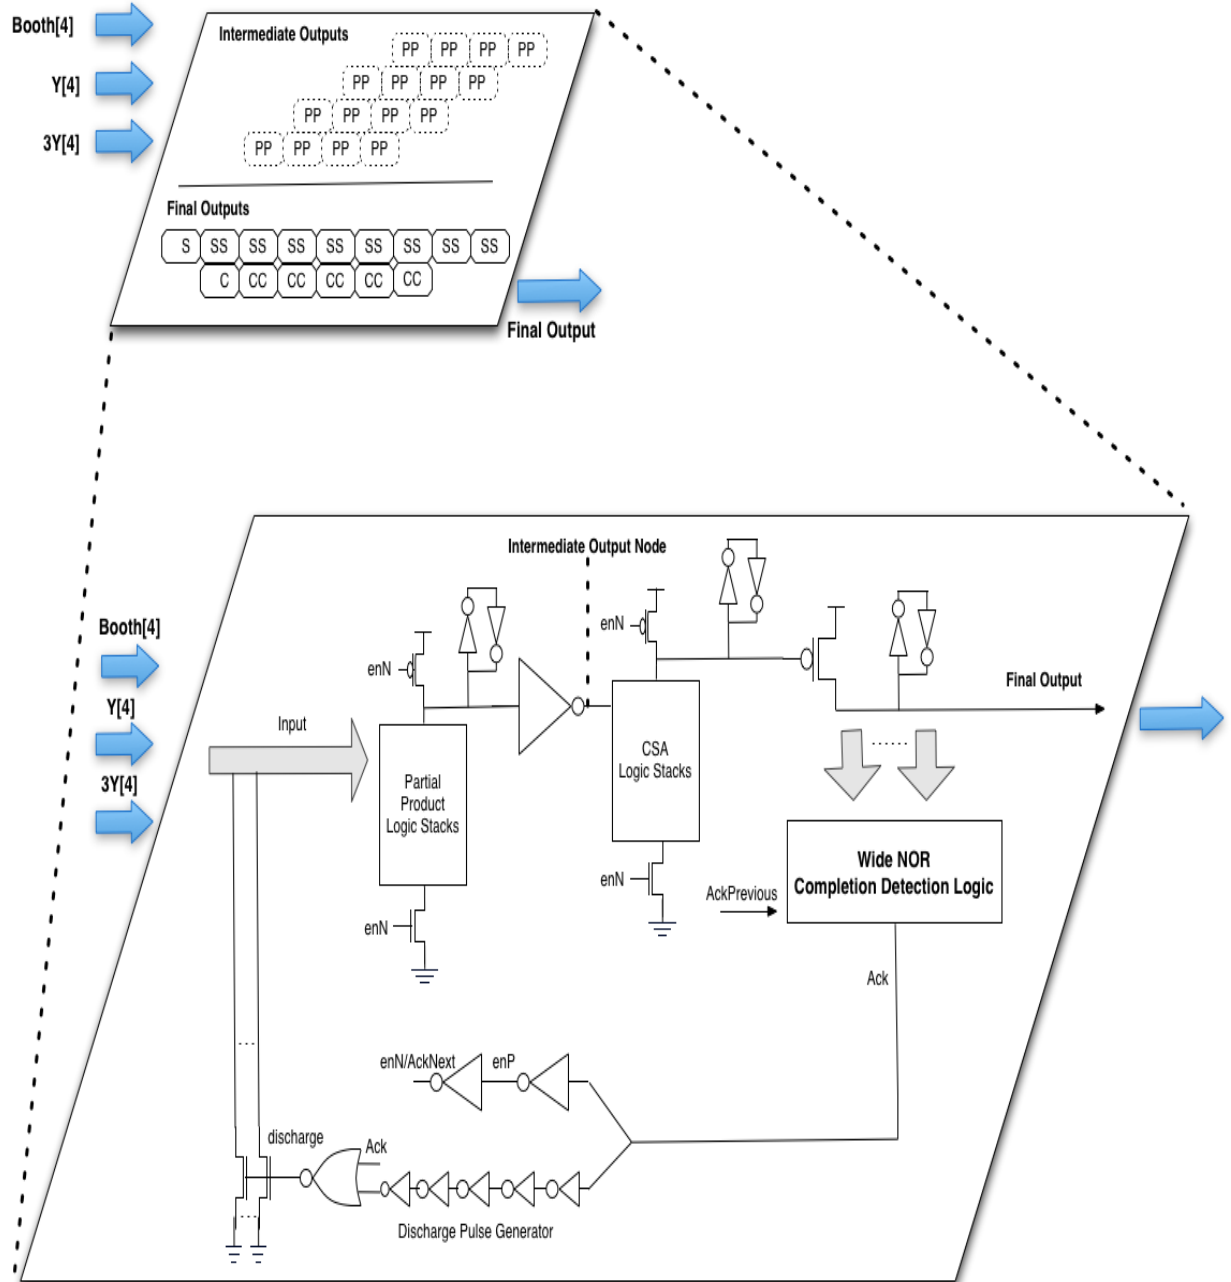 Booth[4]
Y[4]
3Y[4]
Intermediate Outputs
PP PP PP PP
PP PP PP PP
PP PP PP PP
PP PP PP PP
Final Outputs
S SS SS SS SS SS SS SS SS
C CC CC CC CC CC
Final Output
Booth[4]
Y[4]
3Y[4]
Input
enN
Partial
Product
Logic Stacks
enN
Intermediate Output Node
enN
CSA
Logic Stacks
enN
Final Output
AckPrevious
Wide NOR
Completion Detection Logic
Ack
enN/AckNext
enP
discharge
Ack
Discharge Pulse Generator